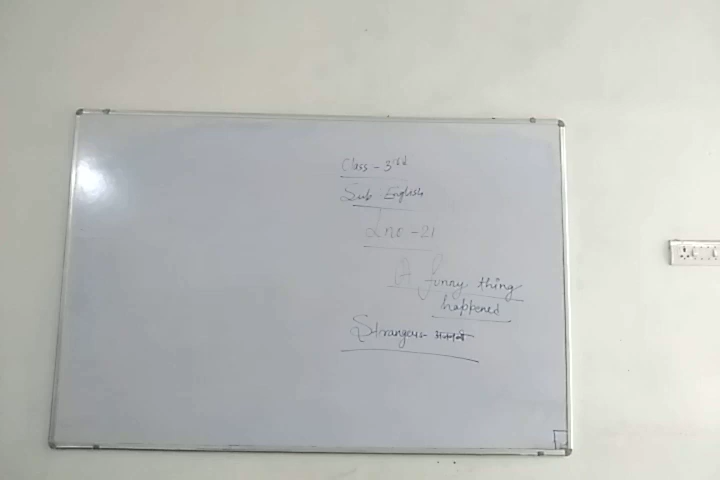 Class - 3rd
Sub English
L no - 21
A funny thing
happened
Strangers-